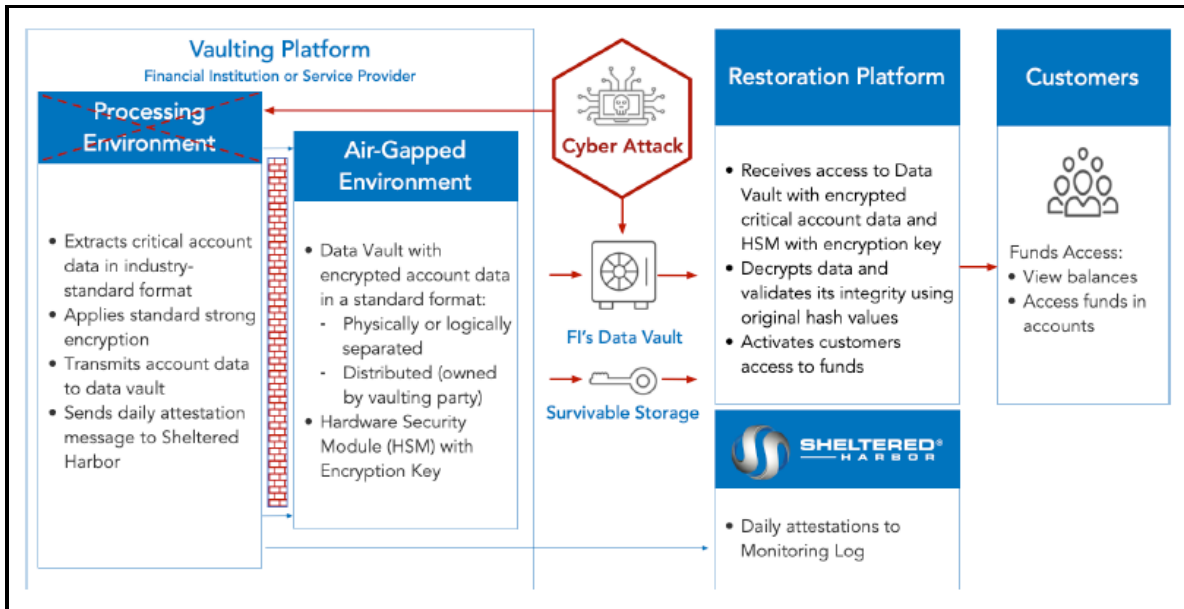 Vaulting Platform
Financial Institution or Service Provider
Processing
Environment
• Extracts critical account
data in industry-
standard format
• Applies standard strong
encryption
• Transmits account data
to data vault
• Sends daily attestation
message to Sheltered
Harbor
Air-Gapped
Environment
• Data Vault with
encrypted account data
in a standard format:
- Physically or logically
separated
- Distributed (owned
by vaulting party)
• Hardware Security
Module (HSM) with
Encryption Key
Cyber Attack
FI's Data Vault
Survivable Storage
Restoration Platform
• Receives access to Data
Vault with encrypted
critical account data and
HSM with encryption key
• Decrypts data and
validates its integrity using
original hash values
• Activates customers
access to funds
SHELTERED®
HARBOR
• Daily attestations to
Monitoring Log
Customers
Funds Access:
• View balances
• Access funds in
accounts